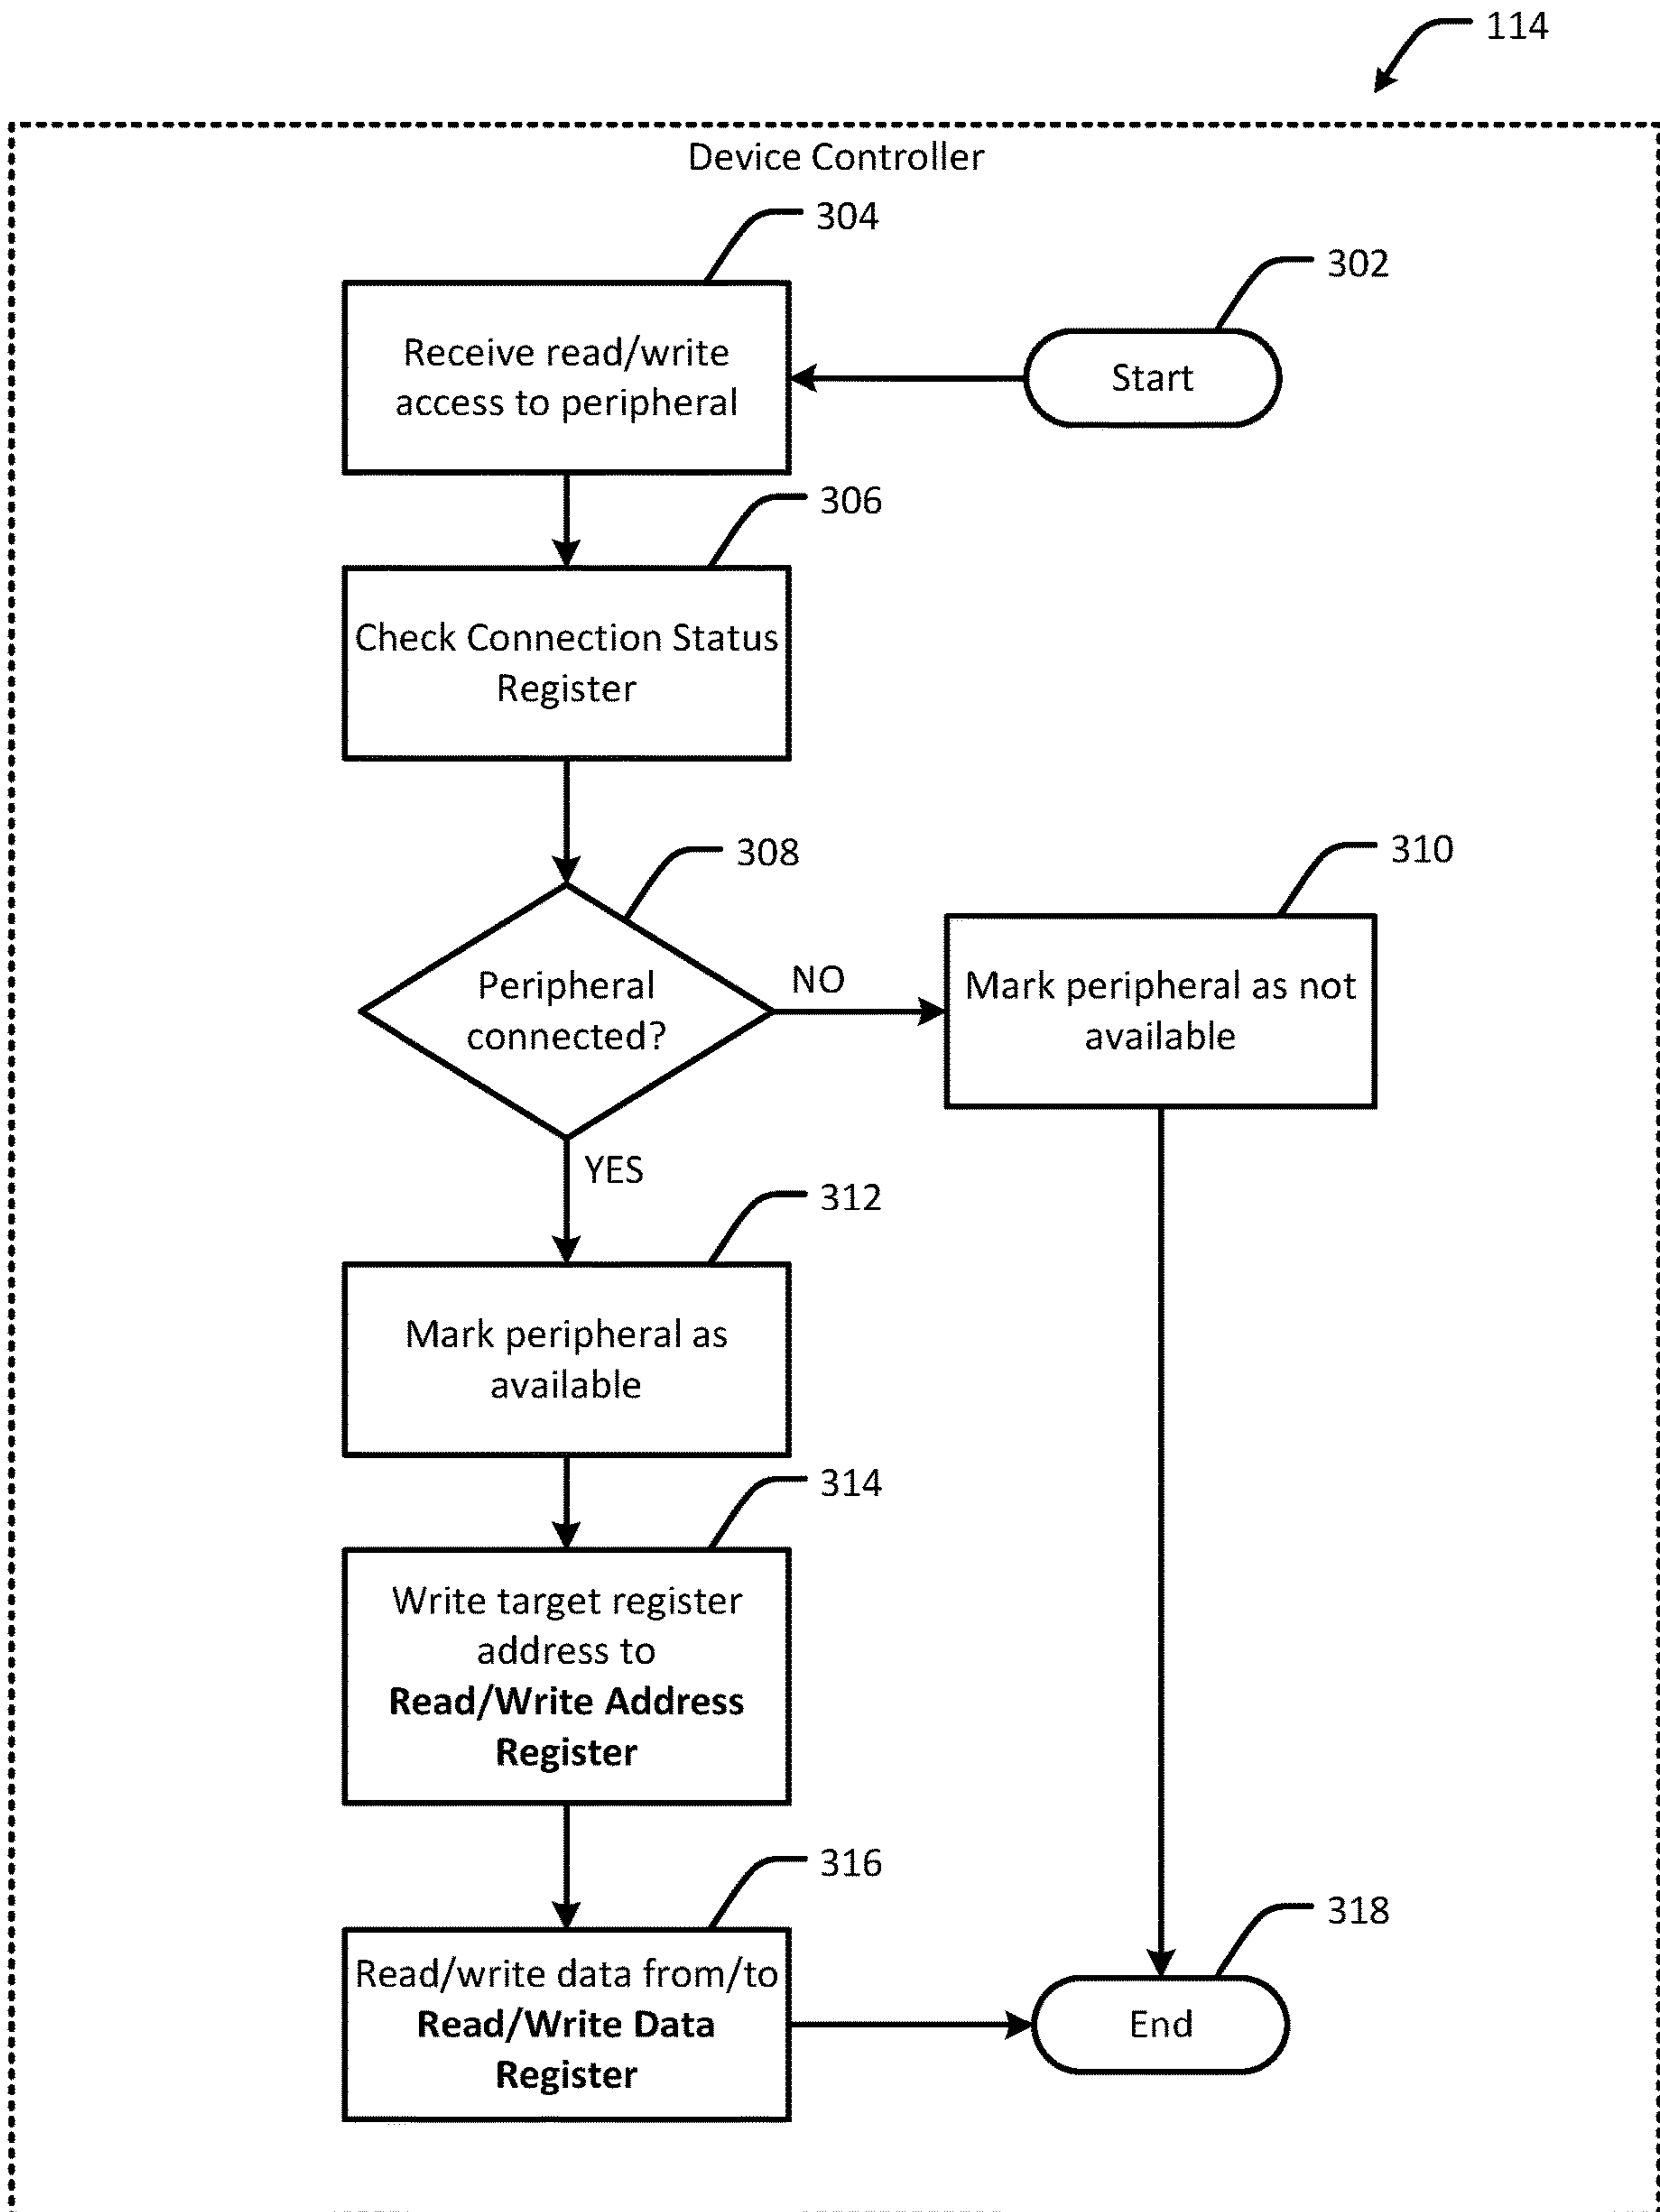 114
Device Controller
304
302
Receive read/write
access to peripheral
Start
306
Check Connection Status
Register
308
310
Peripheral
connected?
NO
Mark peripheral as not
available
YES
312
Mark peripheral as
available
314
Write target register
address to
Read/Write Address
Register
316
318
Read/write data from/to
Read/Write Data
Register
End